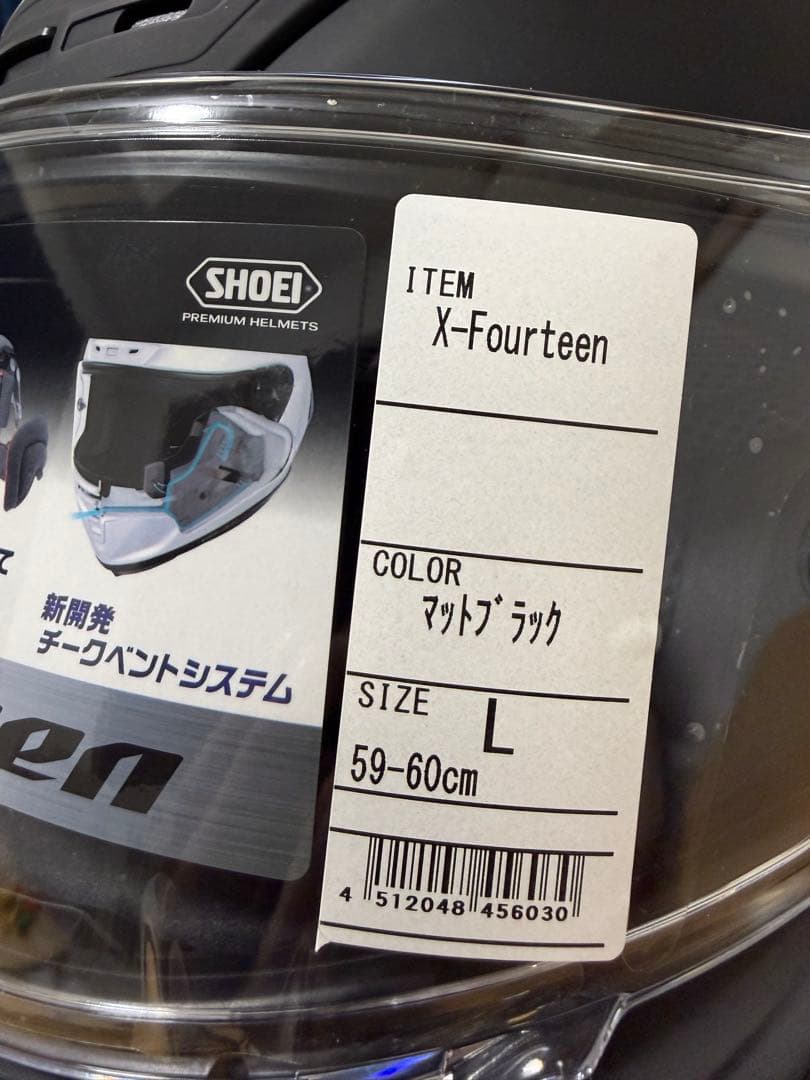 SHOEI
PREMIUM HELMETS
て
新開発
チークベントシステム
een
ITEM
X-Fourteen
COLOR
ﾏｯﾄﾌﾞﾗｯｸ
SIZE
L
59-60cm
4 512048 456030